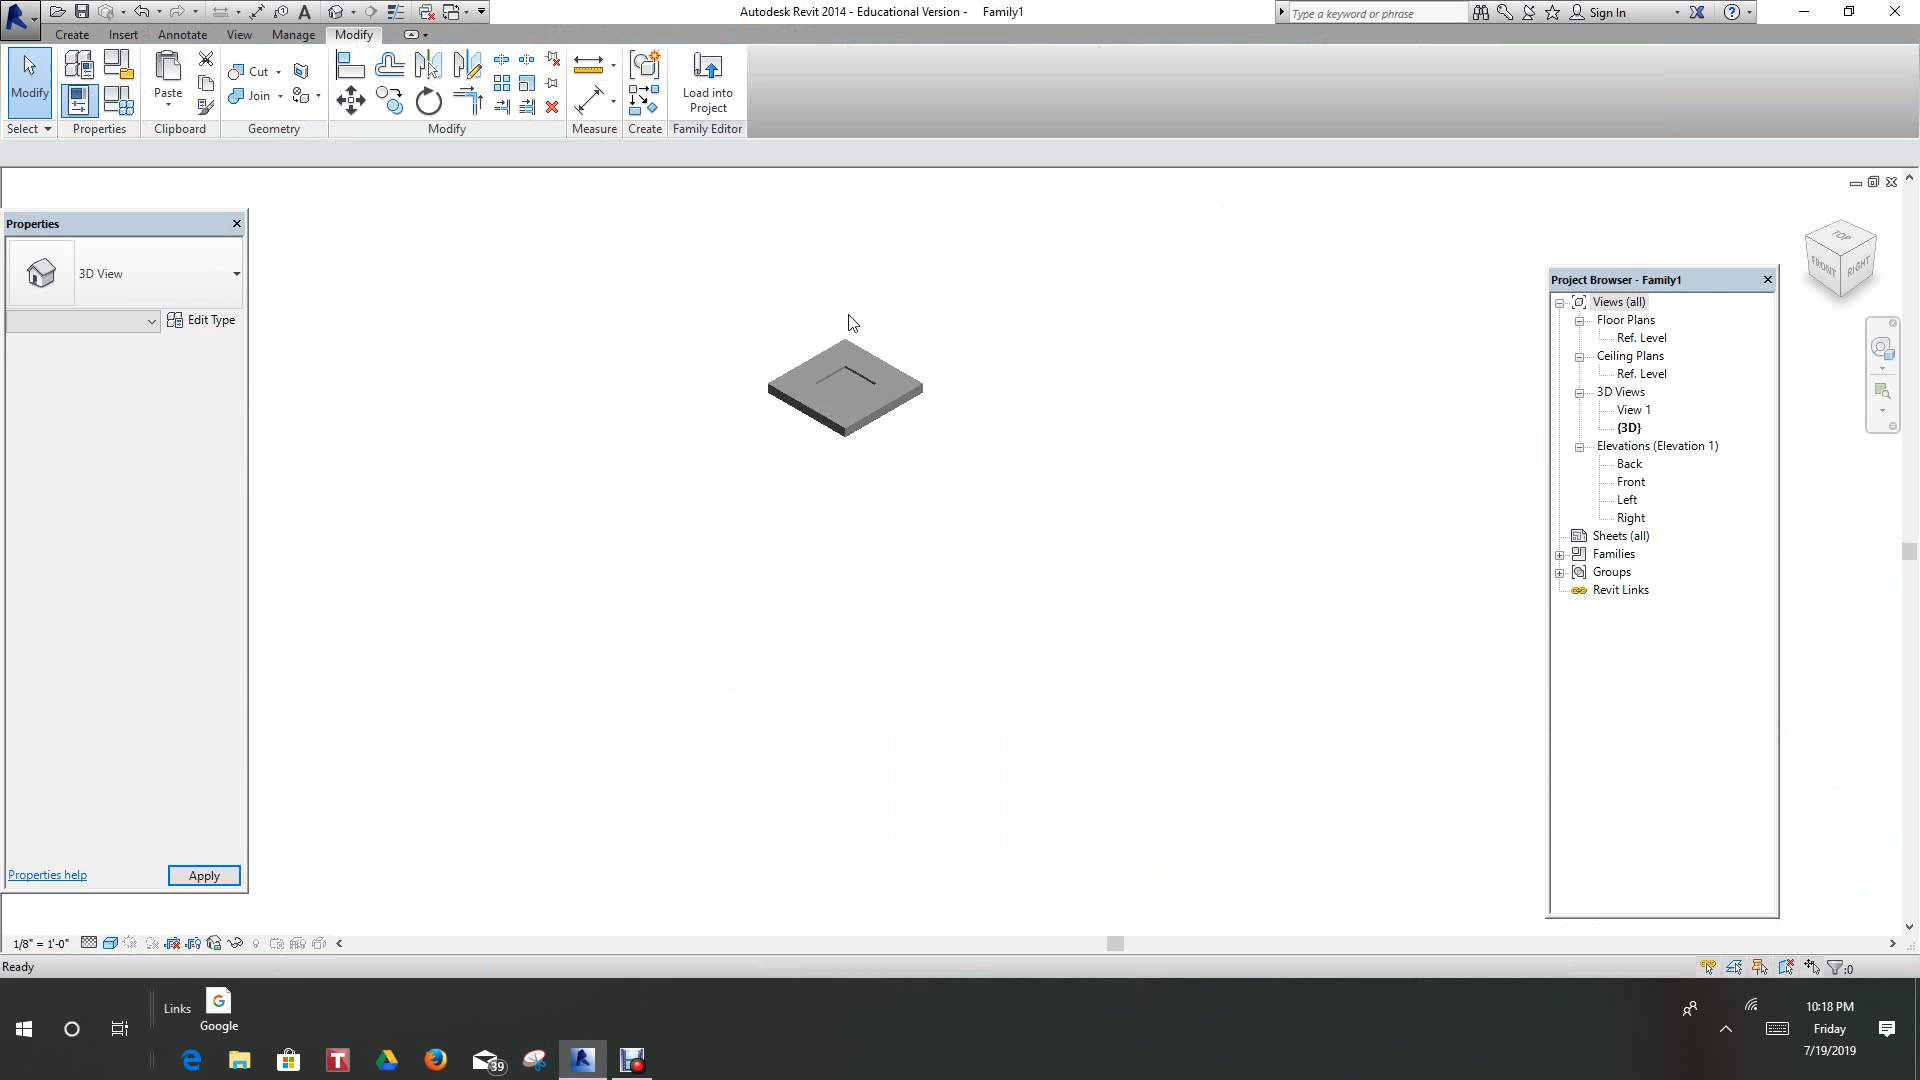 Autodesk Revit 2014 - Educational Version - Family1
Type a keyword or phrase
Sign In
Create Insert Annotate View Manage Modify
Modify
Cut
Join
Paste
Load into
Project
Select Properties Clipboard Geometry Modify Measure Create Family Editor
Properties
3D View
Edit Type
Properties help
Apply
TOP
FRONT
RIGHT
Project Browser - Family1
Views (all)
Floor Plans
Ref. Level
Ceiling Plans
Ref. Level
3D Views
View 1
{3D}
Elevations (Elevation 1)
Back
Front
Left
Right
Sheets (all)
Families
Groups
Revit Links
1/8" = 1'-0"
Ready
:0
Links
Google
39
10:18 PM
Friday
7/19/2019